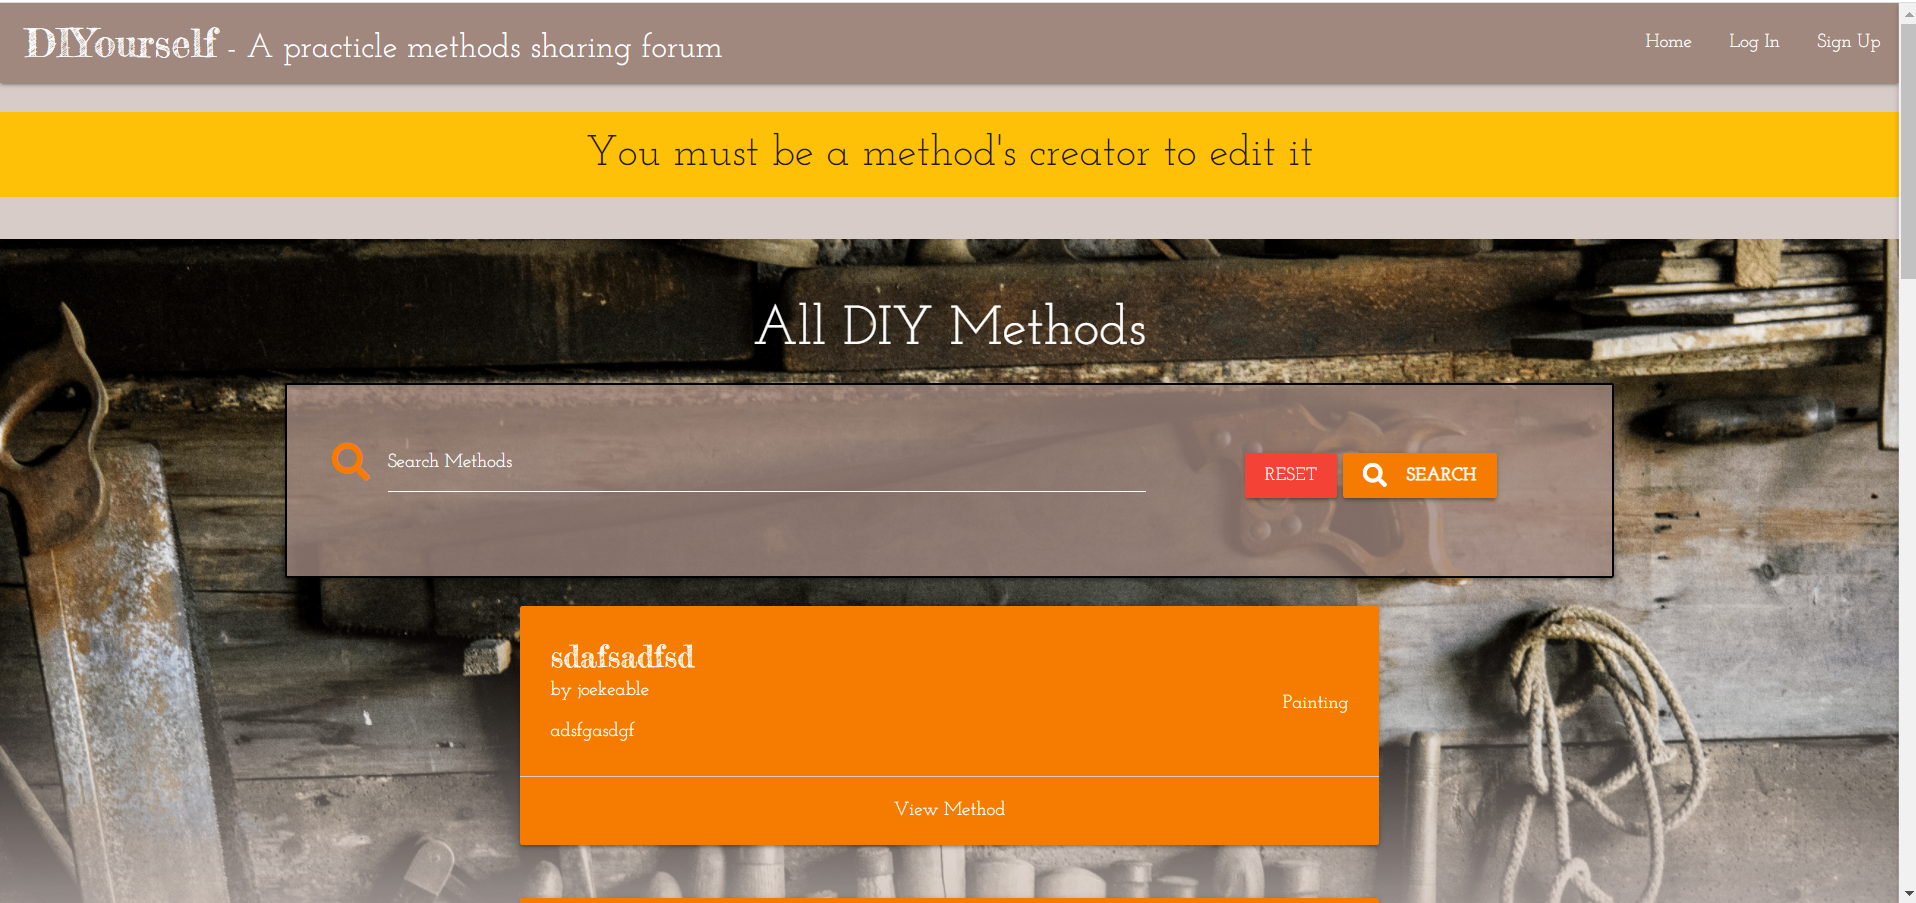 DIYourself - A practicle methods sharing forum
Home Log In Sign Up
You must be a method's creator to edit it
All DIY Methods
Search Methods
RESET
SEARCH
sdafsadfsd
by joekeable
Painting
adsfgasdgf
View Method